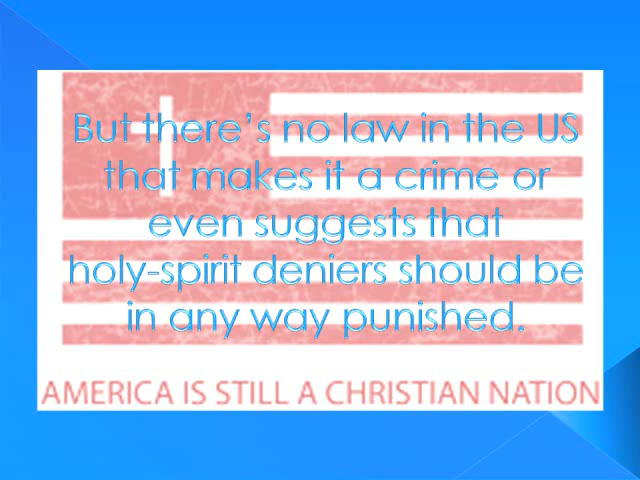 But there’s no law in the US
that makes it a crime or
even suggests that
holy-spirit deniers should be
in any way punished.
AMERICA IS STILL A CHRISTIAN NATION